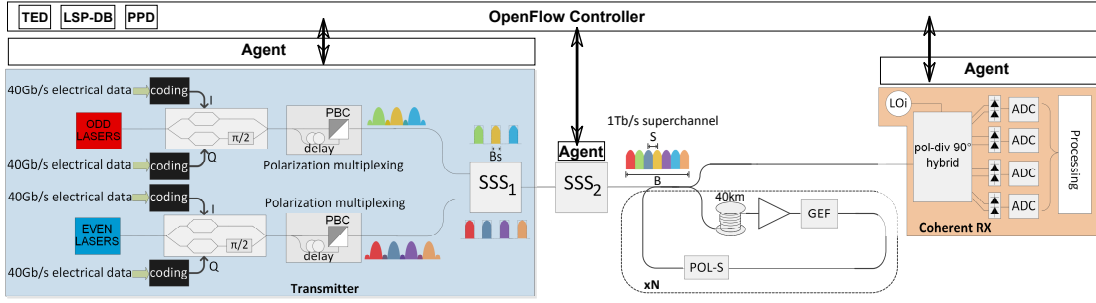 TED
LSP-DB
PPD
OpenFlow Controller
Agent
Agent
Agent
40Gb/s electrical data
coding
I
ODD
LASERS
π/2
PBC
delay
Polarization multiplexing
40Gb/s electrical data
coding
Q
40Gb/s electrical data
coding
I
Polarization multiplexing
EVEN
LASERS
π/2
PBC
delay
40Gb/s electrical data
coding
Q
Transmitter
Bs
SSS1
SSS2
1Tb/s superchannel
S
B
40km
GEF
POL-S
xN
LOi
pol-div 90°
hybrid
ADC
ADC
ADC
ADC
Processing
Coherent RX